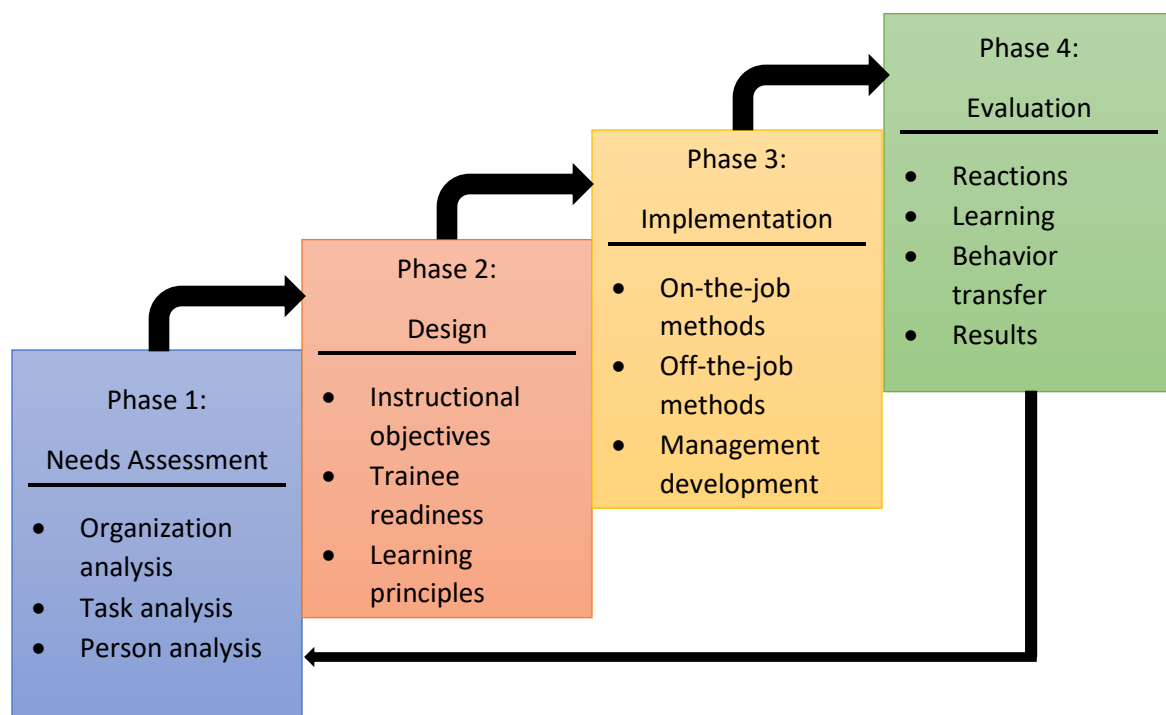 Phase 1:
Needs Assessment
• Organization
analysis
• Task analysis
• Person analysis
Phase 2:
Design
• Instructional
objectives
• Trainee
readiness
• Learning
principles
Phase 3:
Implementation
• On-the-job
methods
• Off-the-job
methods
• Management
development
Phase 4:
Evaluation
• Reactions
• Learning
• Behavior
transfer
• Results